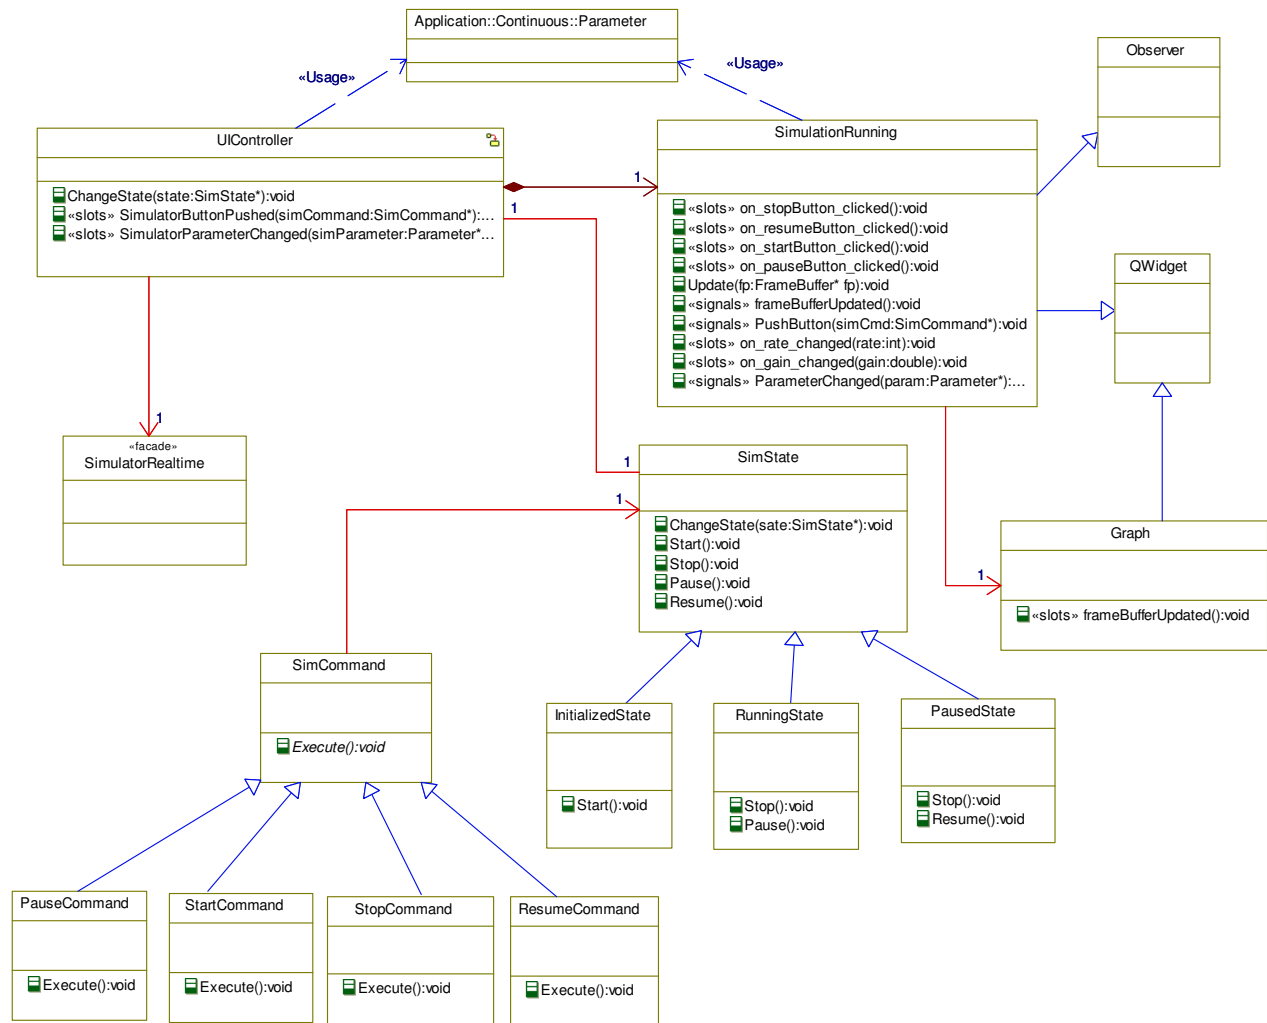 Application::Continuous::Parameter
Observer
«Usage»
«Usage»
UIController
ChangeState(state:SimState*):void
«slots» SimulatorButtonPushed(simCommand:SimCommand*):...
«slots» SimulatorParameterChanged(simParameter:Parameter*...
1
1
SimulationRunning
«slots» on_stopButton_clicked():void
«slots» on_resumeButton_clicked():void
«slots» on_startButton_clicked():void
«slots» on_pauseButton_clicked():void
Update(fp:FrameBuffer* fp):void
«signals» frameBufferUpdated():void
«signals» PushButton(simCmd:SimCommand*):void
«slots» on_rate_changed(rate:int):void
«slots» on_gain_changed(gain:double):void
«signals» ParameterChanged(param:Parameter*):...
QWidget
1
«facade»
SimulatorRealtime
1
1
SimState
ChangeState(sate:SimState*):void
Start():void
Stop():void
Pause():void
Resume():void
1
Graph
«slots» frameBufferUpdated():void
SimCommand
Execute():void
InitializedState
Start():void
RunningState
Stop():void
Pause():void
PausedState
Stop():void
Resume():void
PauseCommand
Execute():void
StartCommand
Execute():void
StopCommand
Execute():void
ResumeCommand
Execute():void